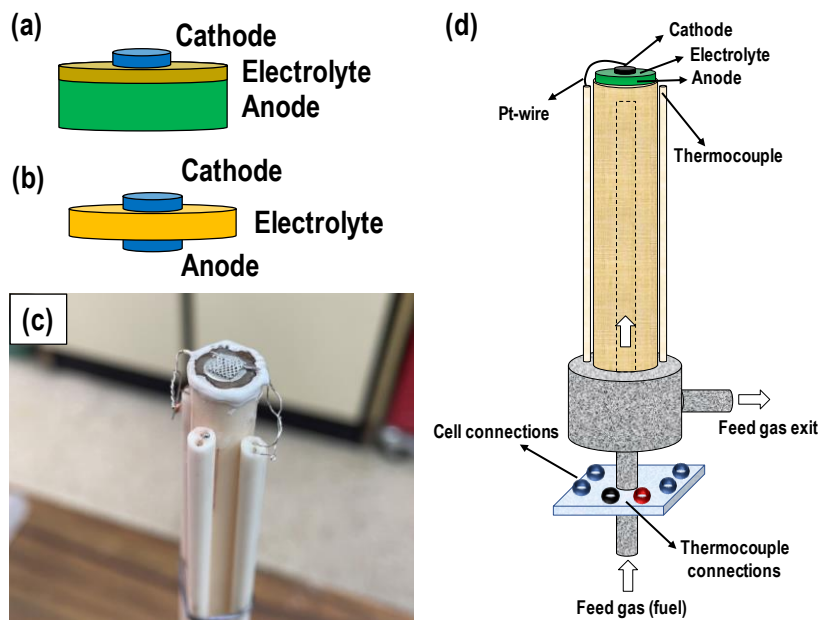 (a)
Cathode
Electrolyte
Anode
(b)
Cathode
Electrolyte
Anode
(c)
(d)
Cathode
Electrolyte
Anode
Pt-wire
Thermocouple
Feed gas exit
Cell connections
Thermocouple
connections
Feed gas (fuel)